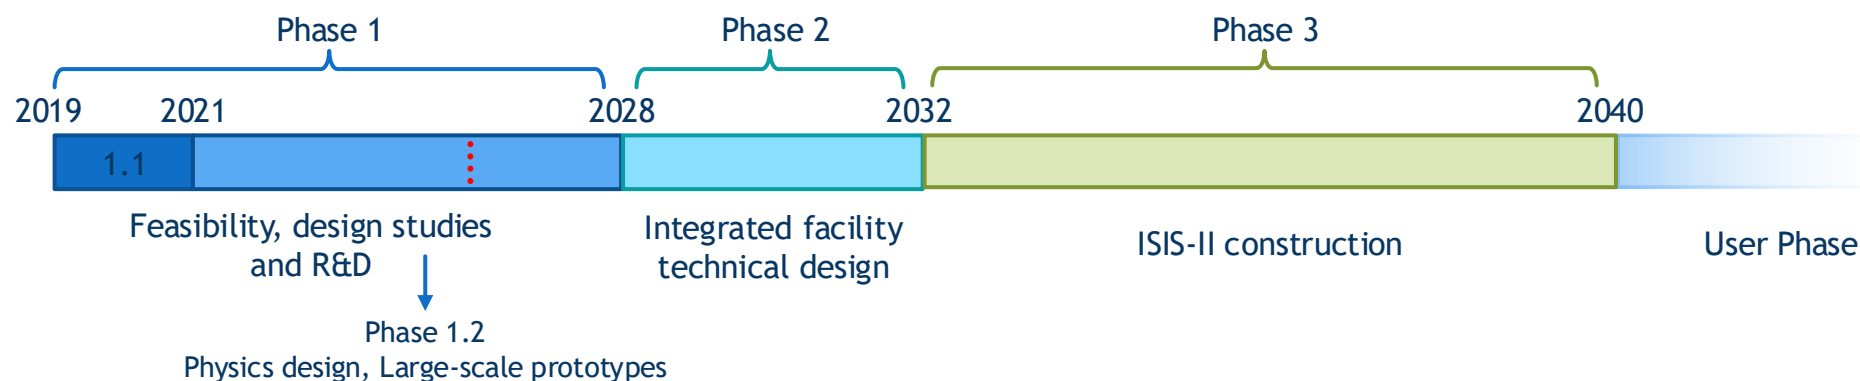 Phase 1
Phase 2
Phase 3
2019
2021
2028
2032
2040
1.1
Feasibility, design studies
and R&D
Integrated facility
technical design
ISIS-II construction
User Phase
Phase 1.2
Physics design, Large-scale prototypes